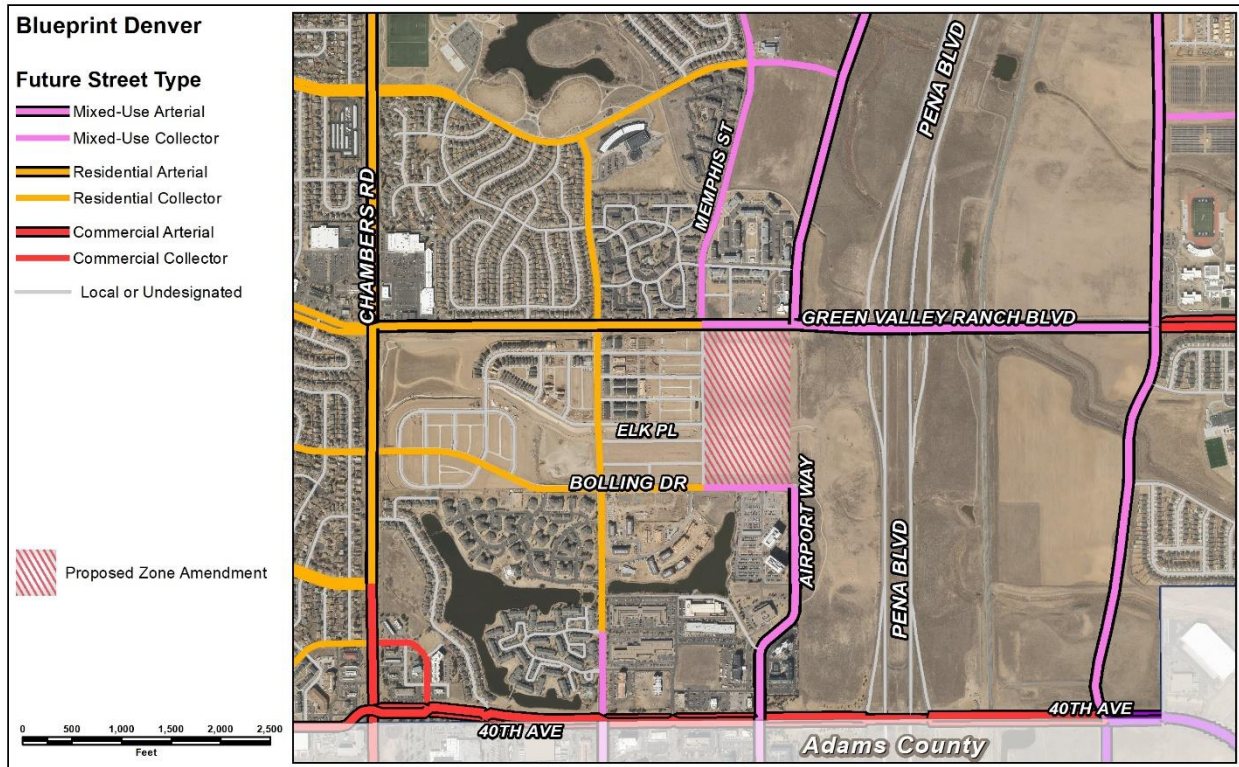 Blueprint Denver
Future Street Type
Mixed-Use Arterial
Mixed-Use Collector
Residential Arterial
Residential Collector
Commercial Arterial
Commercial Collector
Local or Undesignated
Proposed Zone Amendment
0 500 1,000 1,500 2,000 2,500
Feet
PENA BLVD
MEMPHIS ST
CHAMBERS RD
GREEN VALLEY RANCH BLVD
ELK PL
BOLLING DR
AIRPORT WAY
PENA BLVD
40TH AVE
40TH AVE
Adams County